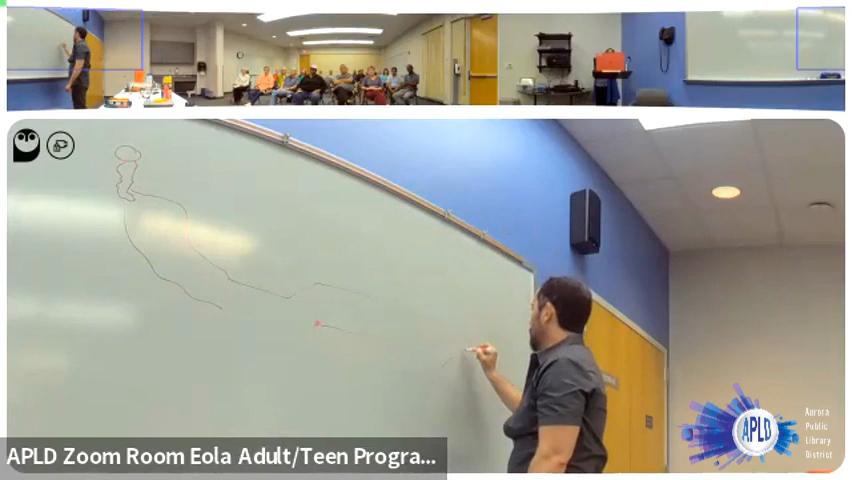 APLD
Aurora
Public
Library
District
APLD Zoom Room Eola Adult/Teen Progra...